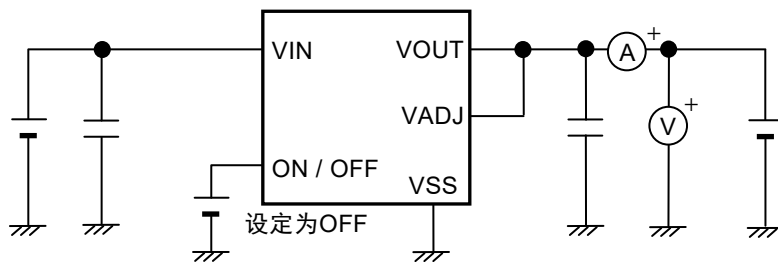 VIN
VOUT
A
+
VADJ
V
+
ON / OFF
VSS
设定为OFF